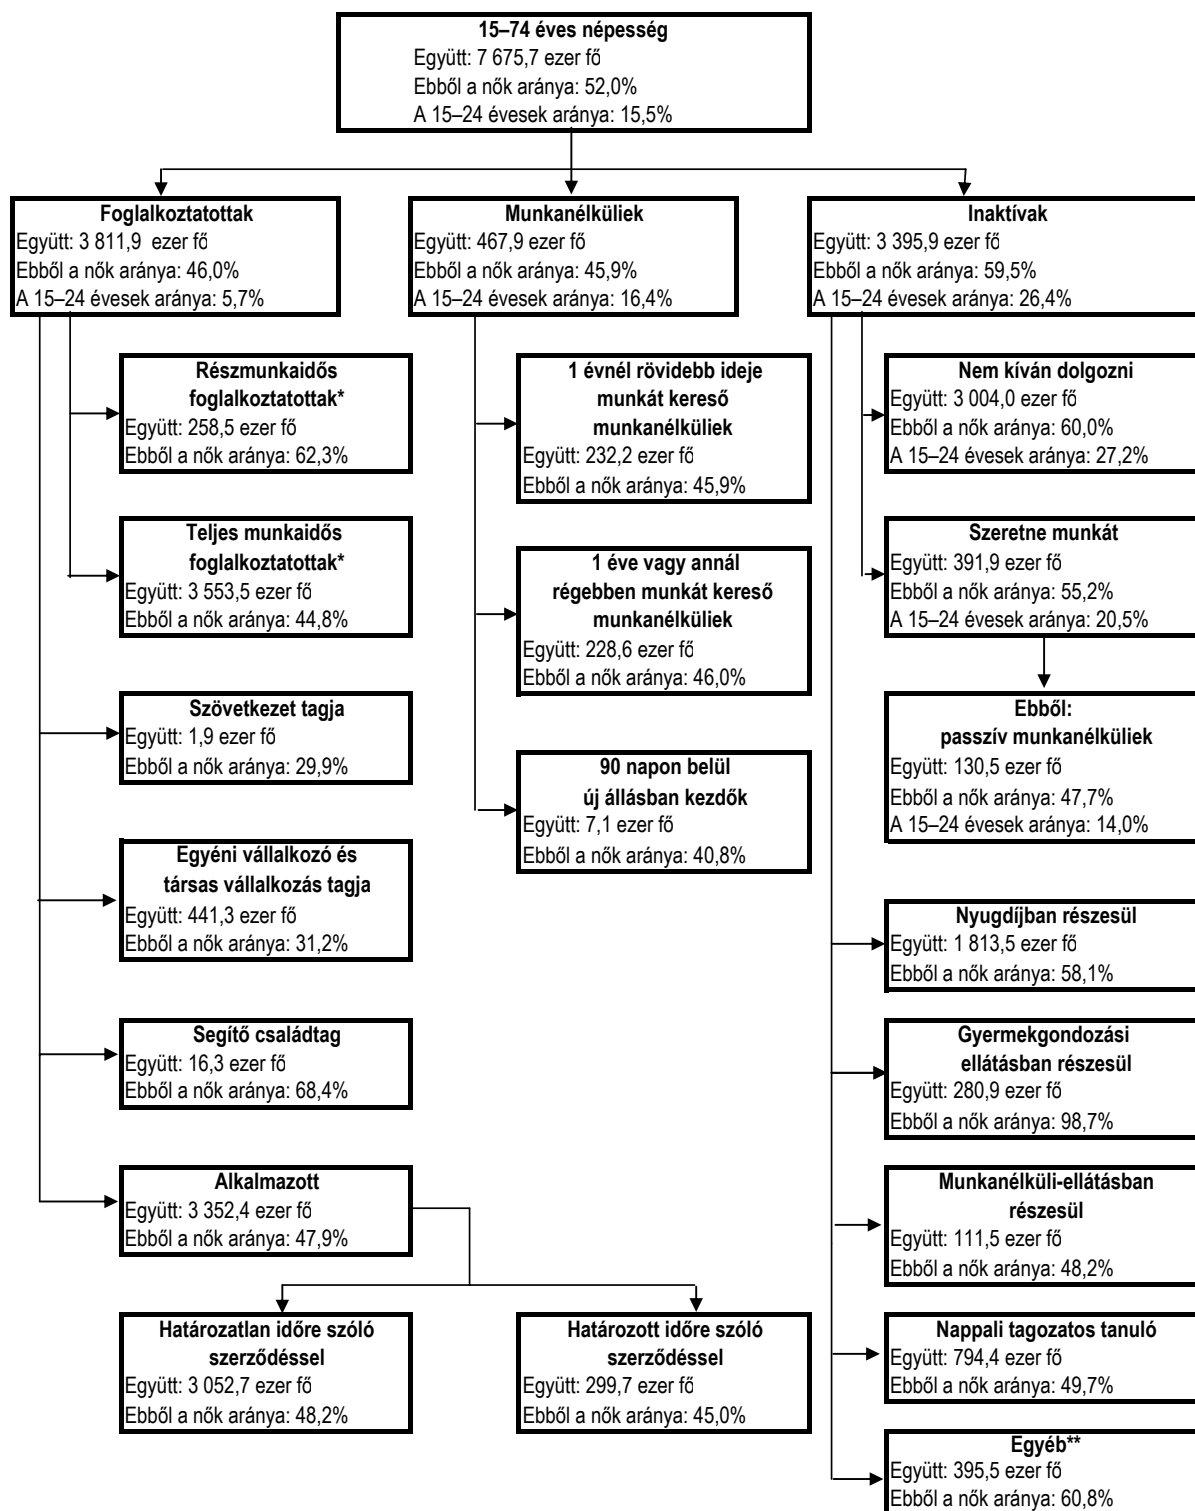 15–74 éves népesség
Együtt: 7 675,7 ezer fő
Ebből a nők aránya: 52,0%
A 15–24 évesek aránya: 15,5%
Foglalkoztatottak
Együtt: 3 811,9 ezer fő
Ebből a nők aránya: 46,0%
A 15–24 évesek aránya: 5,7%
Munkanélküliek
Együtt: 467,9 ezer fő
Ebből a nők aránya: 45,9%
A 15–24 évesek aránya: 16,4%
Inaktívak
Együtt: 3 395,9 ezer fő
Ebből a nők aránya: 59,5%
A 15–24 évesek aránya: 26,4%
Részmunkaidős
foglalkoztatottak*
Együtt: 258,5 ezer fő
Ebből a nők aránya: 62,3%
1 évnél rövidebb ideje
munkát kereső
munkanélküliek
Együtt: 232,2 ezer fő
Ebből a nők aránya: 45,9%
Nem kíván dolgozni
Együtt: 3 004,0 ezer fő
Ebből a nők aránya: 60,0%
A 15–24 évesek aránya: 27,2%
Teljes munkaidős
foglalkoztatottak*
Együtt: 3 553,5 ezer fő
Ebből a nők aránya: 44,8%
1 éve vagy annál
régebben munkát kereső
munkanélküliek
Együtt: 228,6 ezer fő
Ebből a nők aránya: 46,0%
Szeretne munkát
Együtt: 391,9 ezer fő
Ebből a nők aránya: 55,2%
A 15–24 évesek aránya: 20,5%
Szövetkezet tagja
Együtt: 1,9 ezer fő
Ebből a nők aránya: 29,9%
90 napon belül
új állásban kezdők
Együtt: 7,1 ezer fő
Ebből a nők aránya: 40,8%
Ebből:
passzív munkanélküliek
Együtt: 130,5 ezer fő
Ebből a nők aránya: 47,7%
A 15–24 évesek aránya: 14,0%
Egyéni vállalkozó és
társas vállalkozás tagja
Együtt: 441,3 ezer fő
Ebből a nők aránya: 31,2%
Nyugdíjban részesül
Együtt: 1 813,5 ezer fő
Ebből a nők aránya: 58,1%
Segítő családtag
Együtt: 16,3 ezer fő
Ebből a nők aránya: 68,4%
Gyermekgondozási
ellátásban részesül
Együtt: 280,9 ezer fő
Ebből a nők aránya: 98,7%
Alkalmazott
Együtt: 3 352,4 ezer fő
Ebből a nők aránya: 47,9%
Munkanélküli-ellátásban
részesül
Együtt: 111,5 ezer fő
Ebből a nők aránya: 48,2%
Határozatlan időre szóló
szerződéssel
Együtt: 3 052,7 ezer fő
Ebből a nők aránya: 48,2%
Határozott időre szóló
szerződéssel
Együtt: 299,7 ezer fő
Ebből a nők aránya: 45,0%
Nappali tagozatos tanuló
Együtt: 794,4 ezer fő
Ebből a nők aránya: 49,7%
Egyéb**
Együtt: 395,5 ezer fő
Ebből a nők aránya: 60,8%